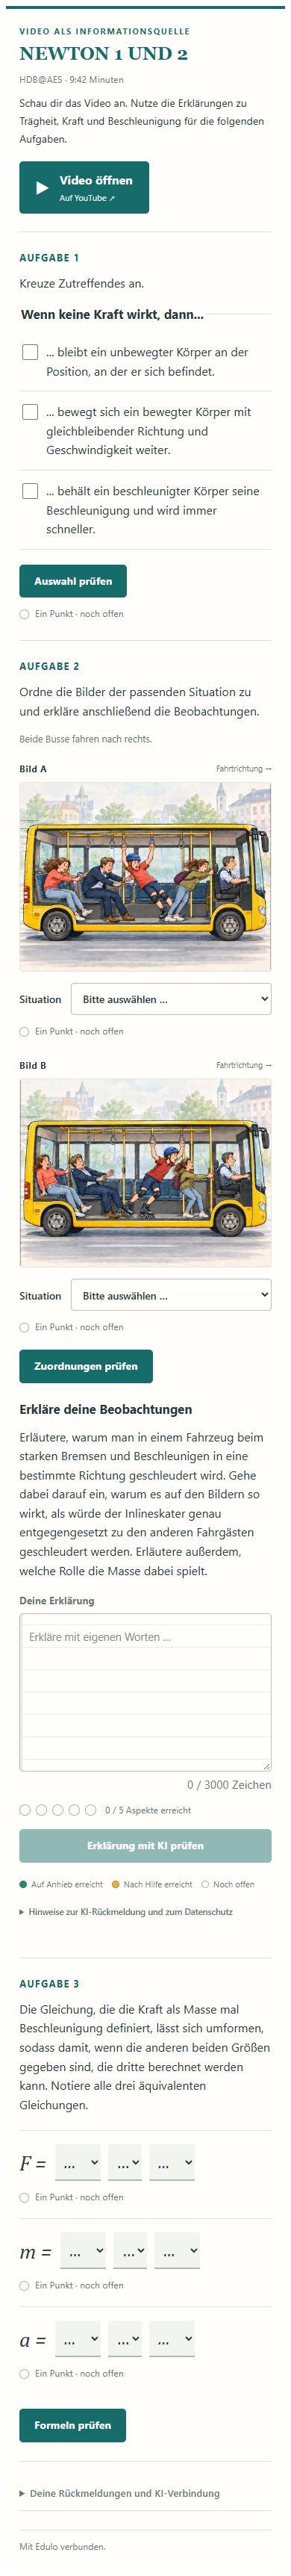 VIDEO ALS INFORMATIONSQUELLE
NEWTON 1 UND 2
HDB@AES · 9:42 Minuten
Schau dir das Video an. Nutze die Erklärungen zu
Trägheit, Kraft und Beschleunigung für die folgenden
Aufgaben.
Video öffnen
Auf YouTube ↗
AUFGABE 1
Kreuze Zutreffendes an.
Wenn keine Kraft wirkt, dann...
... bleibt ein unbewegter Körper an der
Position, an der er sich befindet.
... bewegt sich ein bewegter Körper mit
gleichbleibender Richtung und
Geschwindigkeit weiter.
... behält ein beschleunigter Körper seine
Beschleunigung und wird immer
schneller.
Auswahl prüfen
Ein Punkt · noch offen
AUFGABE 2
Ordne die Bilder der passenden Situation zu
und erkläre anschließend die Beobachtungen.
Beide Busse fahren nach rechts.
Bild A Fahrtrichtung →
Situation Bitte auswählen ...
Ein Punkt · noch offen
Bild B Fahrtrichtung →
Situation Bitte auswählen ...
Ein Punkt · noch offen
Zuordnungen prüfen
Erkläre deine Beobachtungen
Erläutere, warum man in einem Fahrzeug beim
starken Bremsen und Beschleunigen in eine
bestimmte Richtung geschleudert wird. Gehe
dabei darauf ein, warum es auf den Bildern so
wirkt, als würde der Inlineskater genau
entgegengesetzt zu den anderen Fahrgästen
geschleudert werden. Erläutere außerdem,
welche Rolle die Masse dabei spielt.
Deine Erklärung
Erkläre mit eigenen Worten ...
0 / 3000 Zeichen
0 / 5 Aspekte erreicht
Erklärung mit KI prüfen
Auf Anhieb erreicht Nach Hilfe erreicht Noch offen
▶ Hinweise zur KI-Rückmeldung und zum Datenschutz
AUFGABE 3
Die Gleichung, die die Kraft als Masse mal
Beschleunigung definiert, lässt sich umformen,
sodass damit, wenn die anderen beiden Größen
gegeben sind, die dritte berechnet werden
kann. Notiere alle drei äquivalenten
Gleichungen.
F = ... ... ...
Ein Punkt · noch offen
m = ... ... ...
Ein Punkt · noch offen
a = ... ... ...
Ein Punkt · noch offen
Formeln prüfen
▶ Deine Rückmeldungen und KI-Verbindung
Mit Edulo verbunden.